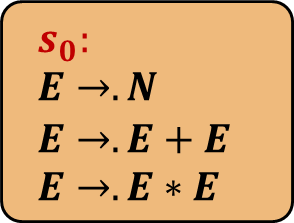 s₀:
E →. N
E →. E + E
E →. E ∗ E